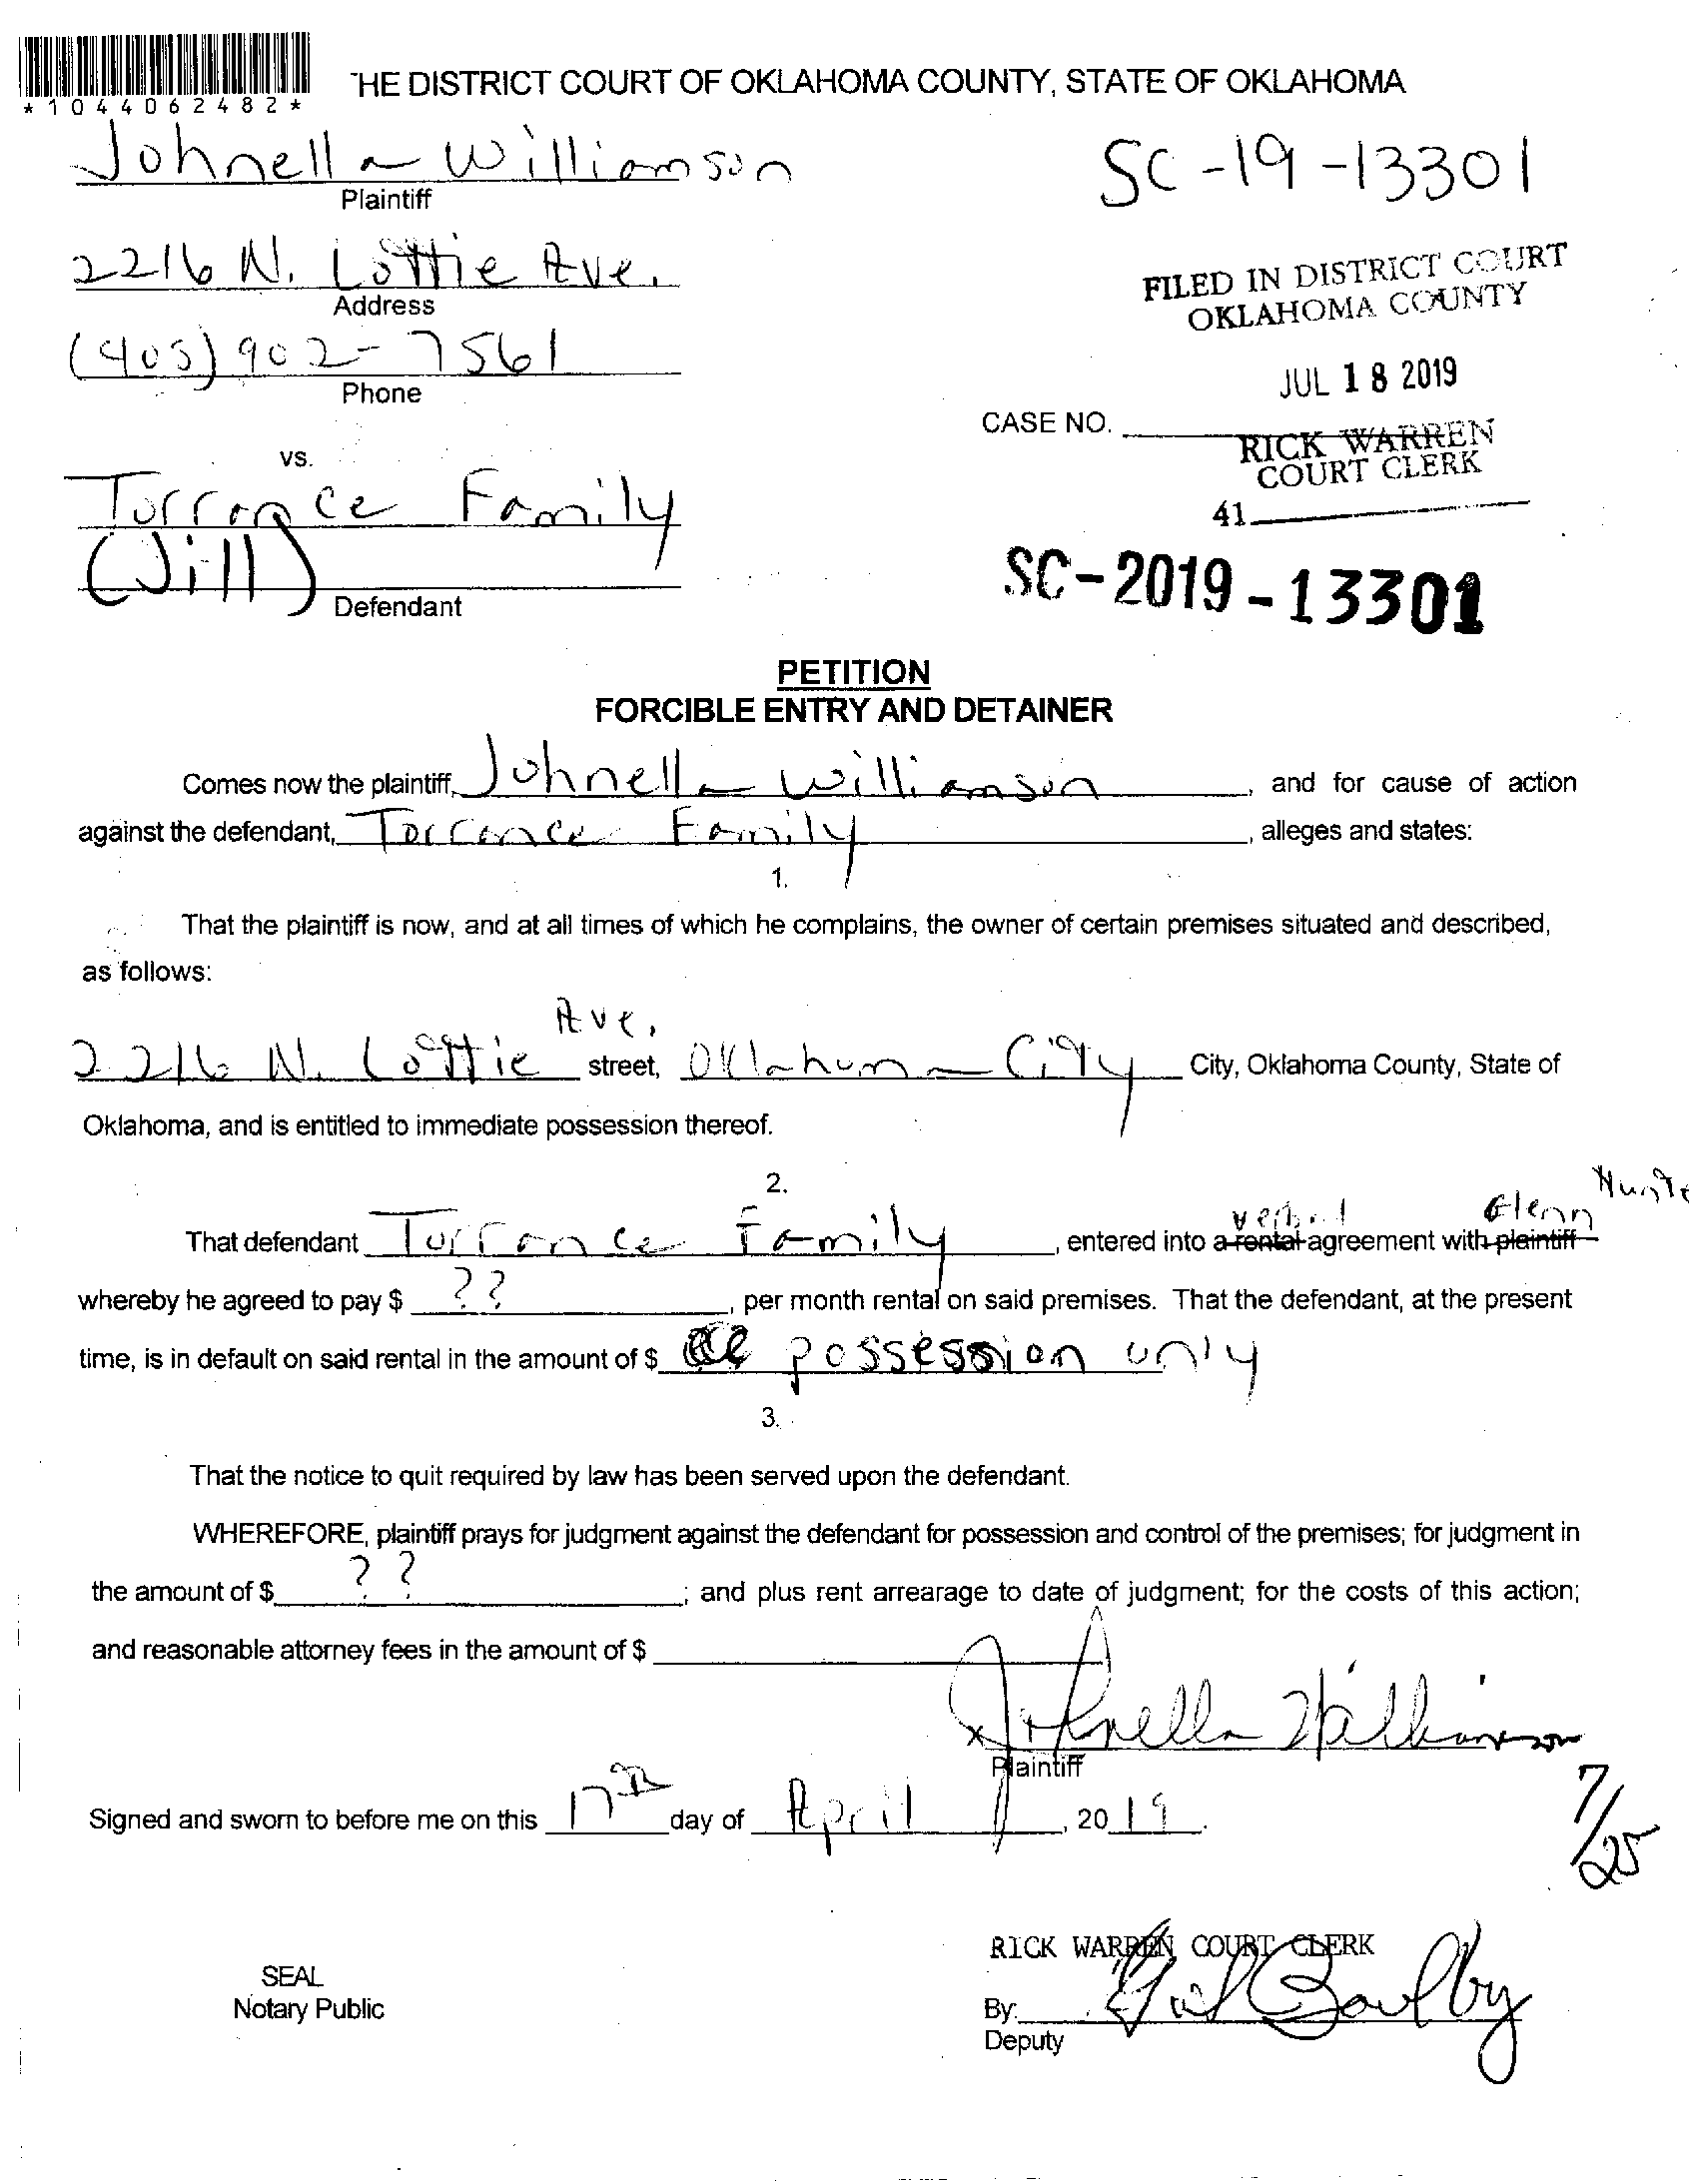 *1044062482*
THE DISTRICT COURT OF OKLAHOMA COUNTY, STATE OF OKLAHOMA
Johnella Williamson
Plaintiff
SC-19-13301
2216 N. Lottie Ave.
Address
FILED IN DISTRICT COURT
OKLAHOMA COUNTY
(405) 902-7561
Phone
JUL 18 2019
CASE NO.
RICK WARREN
COURT CLERK
41
vs.
Torrance Family
(Jill)
Defendant
SC-2019-13301
PETITION
FORCIBLE ENTRY AND DETAINER
Comes now the plaintiff, Johnella Williamson, and for cause of action
against the defendant, Torrance Family, alleges and states:
1.
That the plaintiff is now, and at all times of which he complains, the owner of certain premises situated and described,
as follows:
Ave.
2216 N. Lottie street, Oklahoma City City, Oklahoma County, State of
Oklahoma, and is entitled to immediate possession thereof.
2.
verbal Glenn Hunte
That defendant Torrance Family, entered into a rental agreement with plaintiff
whereby he agreed to pay $ ??, per month rental on said premises. That the defendant, at the present
time, is in default on said rental in the amount of $ possession only
3.
That the notice to quit required by law has been served upon the defendant.
WHEREFORE, plaintiff prays for judgment against the defendant for possession and control of the premises; for judgment in
the amount of $ ??; and plus rent arrearage to date of judgment; for the costs of this action;
and reasonable attorney fees in the amount of $
x Johnella Williamson
Plaintiff
Signed and sworn to before me on this 17th day of April, 2019.
7/25
RICK WARREN COURT CLERK
SEAL
Notary Public
By:
Deputy